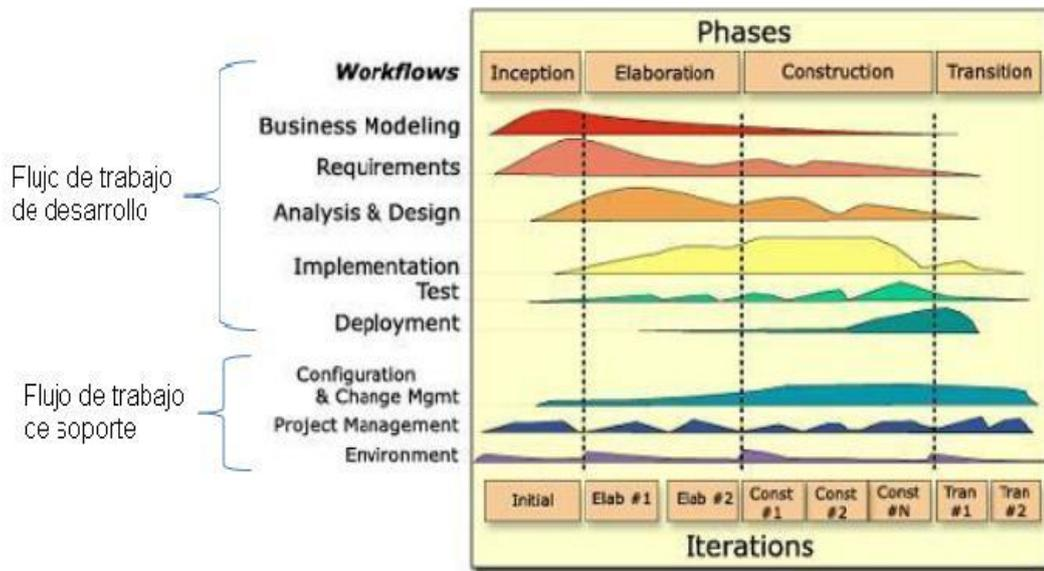 Phases
Workflows
Inception
Elaboration
Construction
Transition
Business Modeling
Requirements
Analysis & Design
Implementation
Test
Deployment
Configuration
& Change Mgmt
Project Management
Environment
Flujc de trabajo
de desarrollo
Flujo de trabajo
ce soporte
Initial
Elab #1
Elab #2
Const
#1
Const
#2
Const
#N
Tran
#1
Tran
#2
Iterations